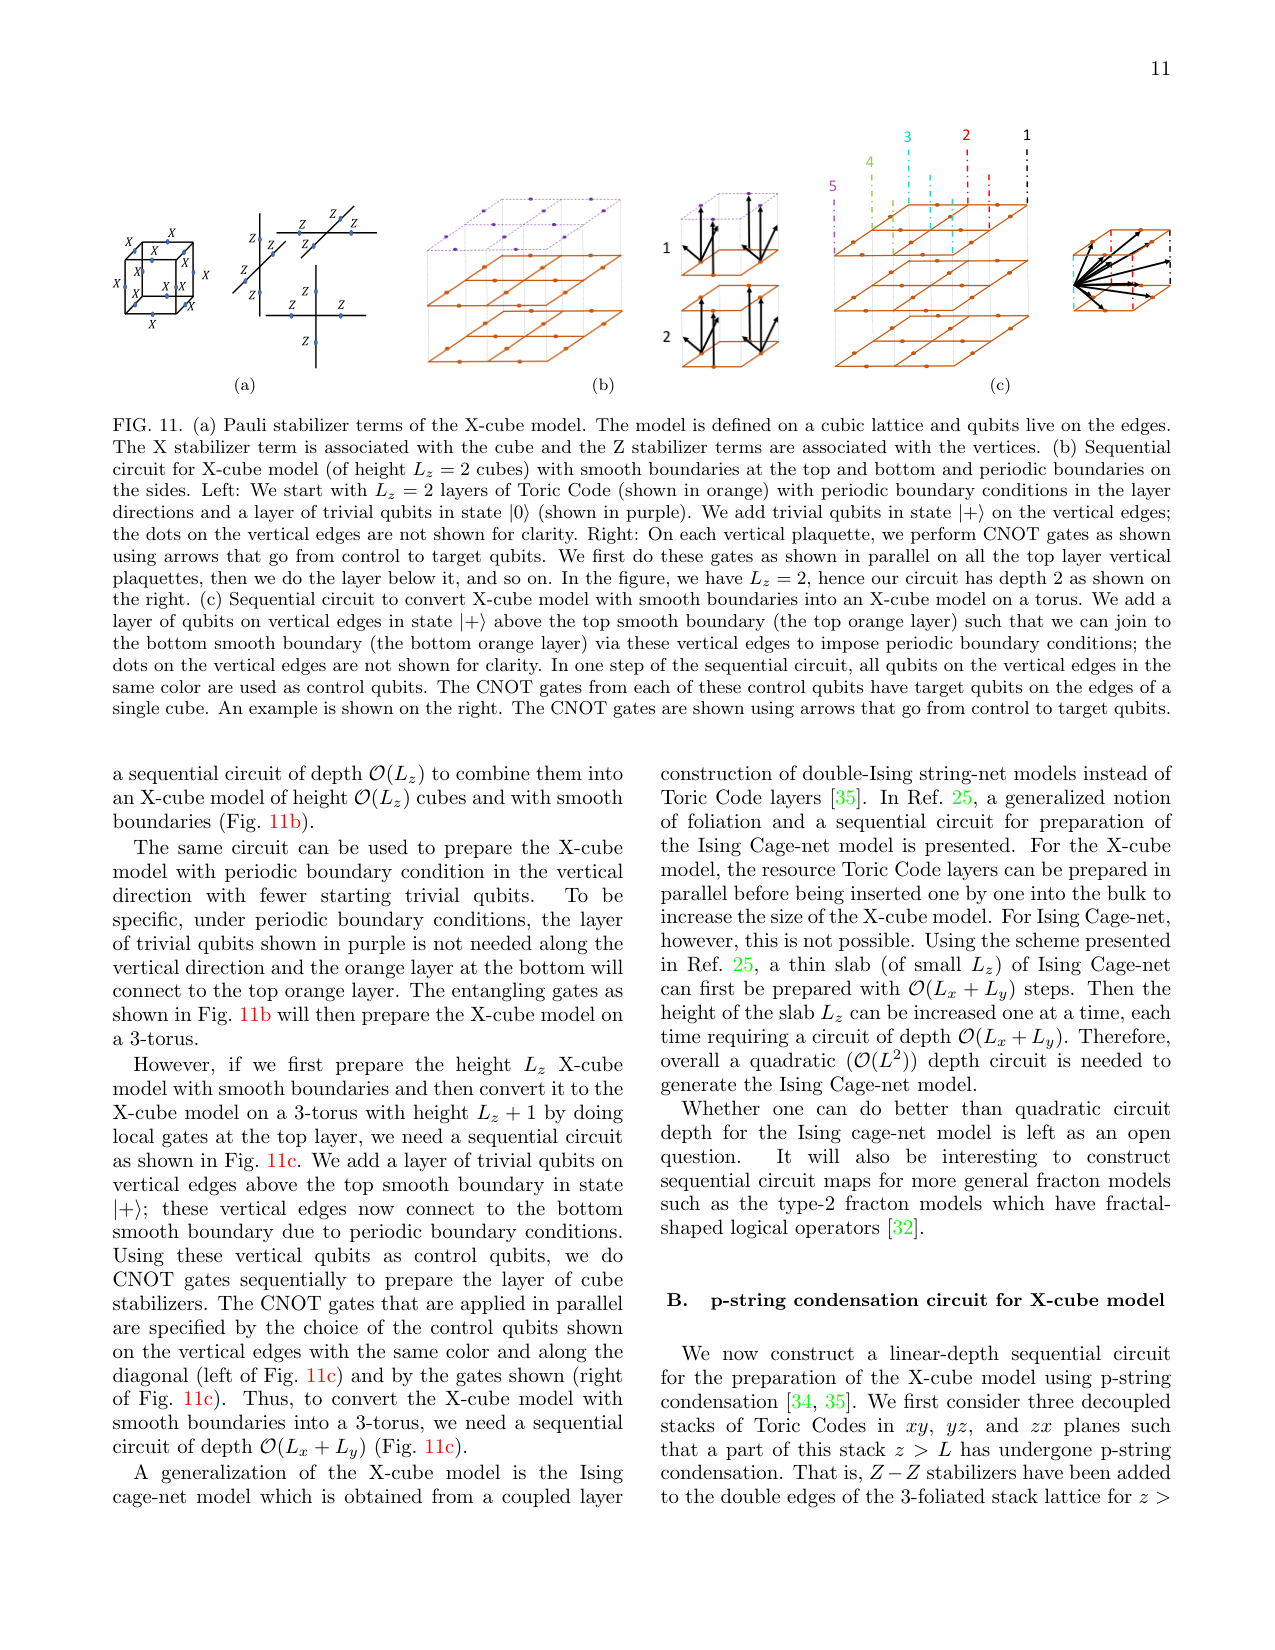 11
3
2
1
4
5
1
2
X
X
X
X
X
X
X
X
X
X
X
X
Z
Z
Z
Z
Z
Z
Z
Z
Z
Z
Z
Z
(a)
(b)
(c)
FIG. 11. (a) Pauli stabilizer terms of the X-cube model. The model is defined on a cubic lattice and qubits live on the edges.
The X stabilizer term is associated with the cube and the Z stabilizer terms are associated with the vertices. (b) Sequential
circuit for X-cube model (of height L_z = 2 cubes) with smooth boundaries at the top and bottom and periodic boundaries on
the sides. Left: We start with L_z = 2 layers of Toric Code (shown in orange) with periodic boundary conditions in the layer
directions and a layer of trivial qubits in state |0⟩ (shown in purple). We add trivial qubits in state |+⟩ on the vertical edges;
the dots on the vertical edges are not shown for clarity. Right: On each vertical plaquette, we perform CNOT gates as shown
using arrows that go from control to target qubits. We first do these gates as shown in parallel on all the top layer vertical
plaquettes, then we do the layer below it, and so on. In the figure, we have L_z = 2, hence our circuit has depth 2 as shown on
the right. (c) Sequential circuit to convert X-cube model with smooth boundaries into an X-cube model on a torus. We add a
layer of qubits on vertical edges in state |+⟩ above the top smooth boundary (the top orange layer) such that we can join to
the bottom smooth boundary (the bottom orange layer) via these vertical edges to impose periodic boundary conditions; the
dots on the vertical edges are not shown for clarity. In one step of the sequential circuit, all qubits on the vertical edges in the
same color are used as control qubits. The CNOT gates from each of these control qubits have target qubits on the edges of a
single cube. An example is shown on the right. The CNOT gates are shown using arrows that go from control to target qubits.
a sequential circuit of depth O(L_z) to combine them into
an X-cube model of height O(L_z) cubes and with smooth
boundaries (Fig. 11b).
The same circuit can be used to prepare the X-cube
model with periodic boundary condition in the vertical
direction with fewer starting trivial qubits. To be
specific, under periodic boundary conditions, the layer
of trivial qubits shown in purple is not needed along the
vertical direction and the orange layer at the bottom will
connect to the top orange layer. The entangling gates as
shown in Fig. 11b will then prepare the X-cube model on
a 3-torus.
However, if we first prepare the height L_z X-cube
model with smooth boundaries and then convert it to the
X-cube model on a 3-torus with height L_z + 1 by doing
local gates at the top layer, we need a sequential circuit
as shown in Fig. 11c. We add a layer of trivial qubits on
vertical edges above the top smooth boundary in state
|+⟩; these vertical edges now connect to the bottom
smooth boundary due to periodic boundary conditions.
Using these vertical qubits as control qubits, we do
CNOT gates sequentially to prepare the layer of cube
stabilizers. The CNOT gates that are applied in parallel
are specified by the choice of the control qubits shown
on the vertical edges with the same color and along the
diagonal (left of Fig. 11c) and by the gates shown (right
of Fig. 11c). Thus, to convert the X-cube model with
smooth boundaries into a 3-torus, we need a sequential
circuit of depth O(L_x + L_y) (Fig. 11c).
A generalization of the X-cube model is the Ising
cage-net model which is obtained from a coupled layer
construction of double-Ising string-net models instead of
Toric Code layers [35]. In Ref. 25, a generalized notion
of foliation and a sequential circuit for preparation of
the Ising Cage-net model is presented. For the X-cube
model, the resource Toric Code layers can be prepared in
parallel before being inserted one by one into the bulk to
increase the size of the X-cube model. For Ising Cage-net,
however, this is not possible. Using the scheme presented
in Ref. 25, a thin slab (of small L_z) of Ising Cage-net
can first be prepared with O(L_x + L_y) steps. Then the
height of the slab L_z can be increased one at a time, each
time requiring a circuit of depth O(L_x + L_y). Therefore,
overall a quadratic (O(L²)) depth circuit is needed to
generate the Ising Cage-net model.
Whether one can do better than quadratic circuit
depth for the Ising cage-net model is left as an open
question. It will also be interesting to construct
sequential circuit maps for more general fracton models
such as the type-2 fracton models which have fractal-
shaped logical operators [32].
B. p-string condensation circuit for X-cube model
We now construct a linear-depth sequential circuit
for the preparation of the X-cube model using p-string
condensation [34, 35]. We first consider three decoupled
stacks of Toric Codes in xy, yz, and zx planes such
that a part of this stack z > L has undergone p-string
condensation. That is, Z − Z stabilizers have been added
to the double edges of the 3-foliated stack lattice for z >